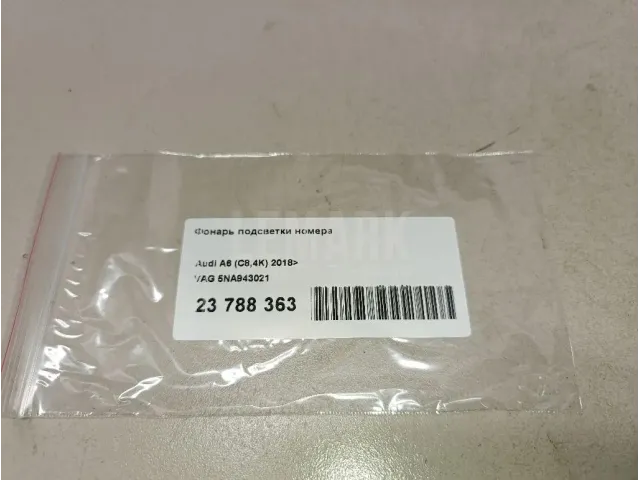 Фонарь подсветки номера
Audi A6 (C8,4K) 2018>
VAG 5NA943021
23 788 363